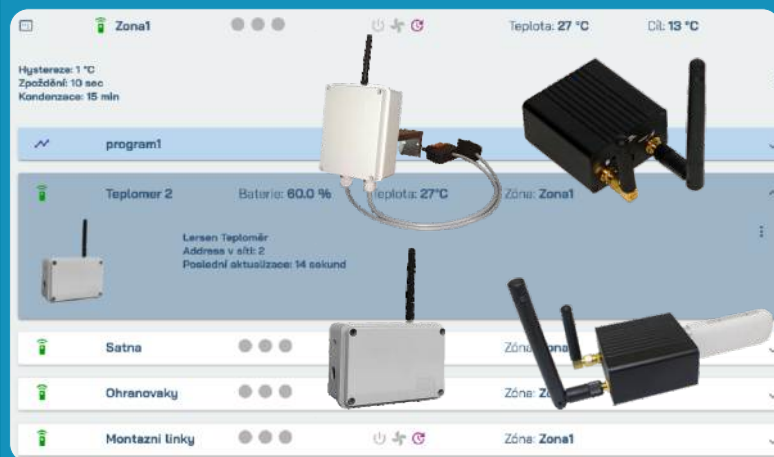 Zona1 Teplota: 27 °C Cíl: 13 °C
Hystereze: 1 °C
Zpoždění: 10 sec
Kondenzace: 15 min
program1
Teplomer 2 Baterie: 60.0 % Teplota: 27°C Zóna: Zona1
Lersen Teploměr
Address v síti: 2
Poslední aktualizace: 14 sekund
Satna Zóna:
Ohranovaky Zóna:
Montazni linky Zóna: Zona1